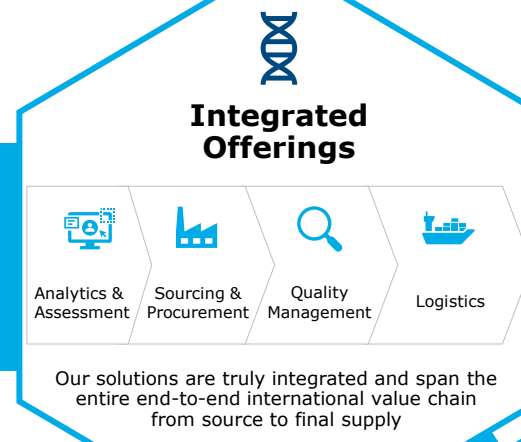 Integrated
Offerings
Analytics &
Assessment
Sourcing &
Procurement
Quality
Management
Logistics
Our solutions are truly integrated and span the
entire end-to-end international value chain
from source to final supply